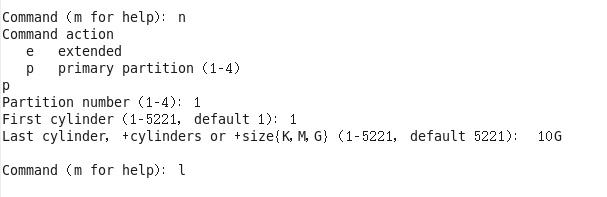 Command (m for help): n
Command action
   e   extended
   p   primary partition (1-4)
p
Partition number (1-4): 1
First cylinder (1-5221, default 1): 1
Last cylinder, +cylinders or +size{K,M,G} (1-5221, default 5221):  10G
Command (m for help): l